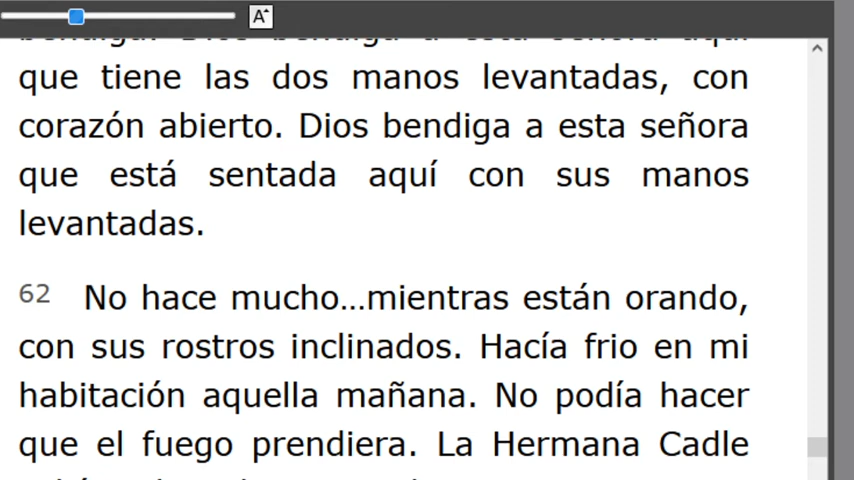 A
que tiene las dos manos levantadas, con
corazón abierto. Dios bendiga a esta señora
que está sentada aquí con sus manos
levantadas.
62 No hace mucho...mientras están orando,
con sus rostros inclinados. Hacía frio en mi
habitación aquella mañana. No podía hacer
que el fuego prendiera. La Hermana Cadle